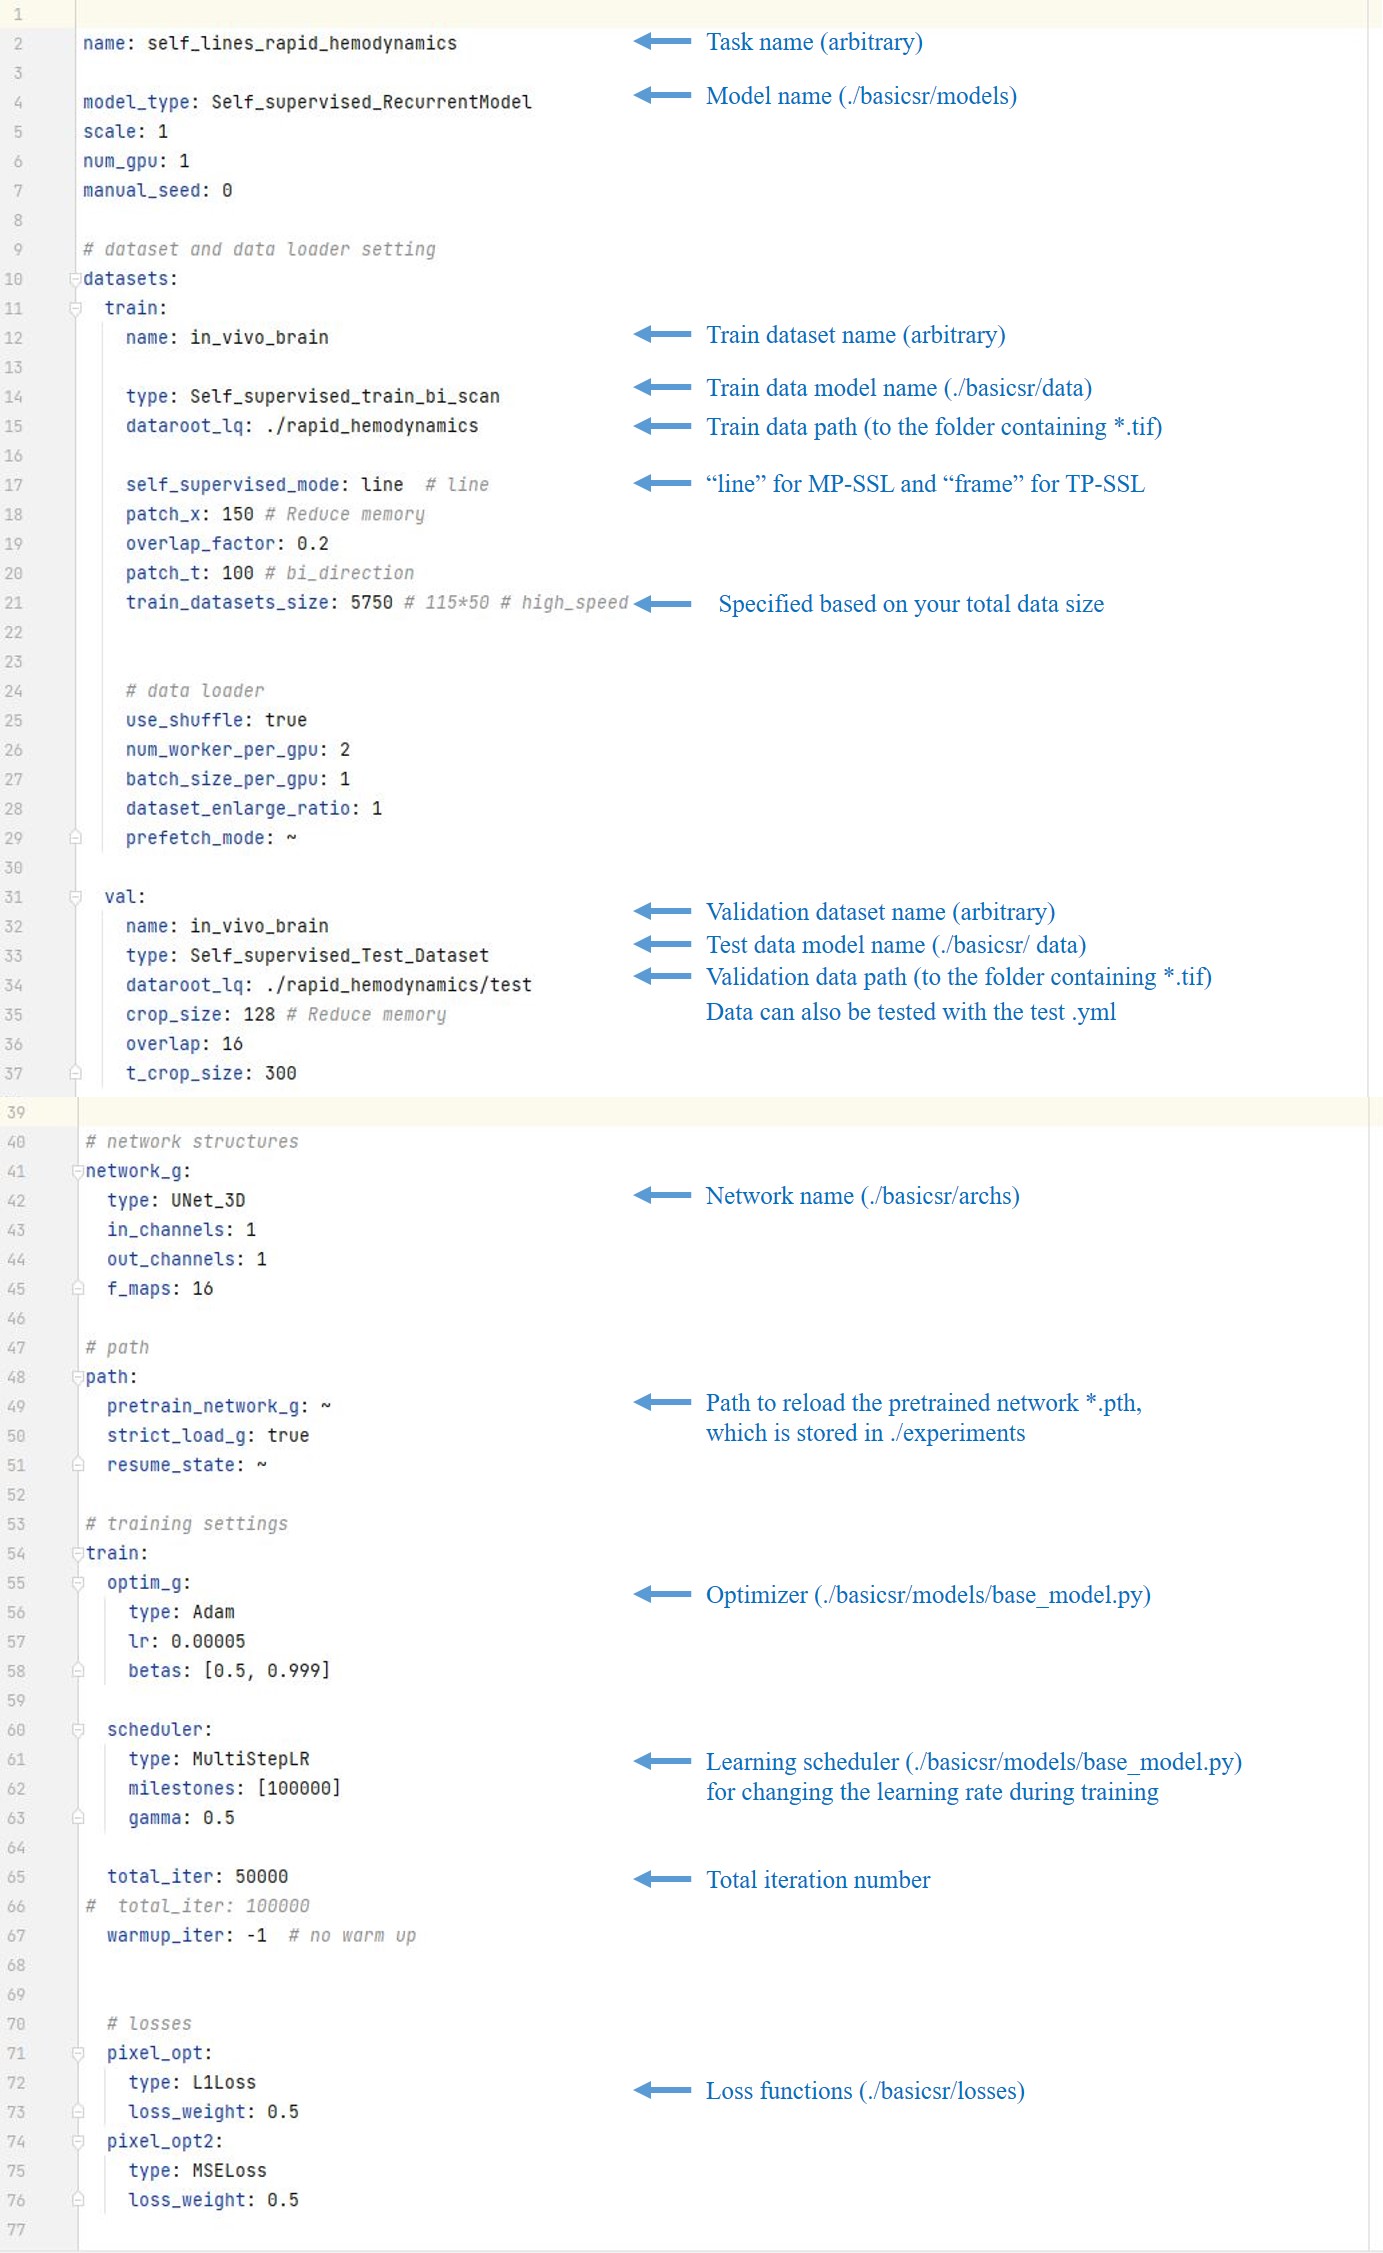 1
2 name: self_lines_rapid_hemodynamics Task name (arbitrary)
3
4 model_type: Self_supervised_RecurrentModel Model name (./basicsr/models)
5 scale: 1
6 num_gpu: 1
7 manual_seed: 0
8
9 # dataset and data loader setting
10 datasets:
11 train:
12 name: in_vivo_brain Train dataset name (arbitrary)
13
14 type: Self_supervised_train_bi_scan Train data model name (./basicsr/data)
15 dataroot_lq: ./rapid_hemodynamics Train data path (to the folder containing *.tif)
16
17 self_supervised_mode: line # line “line” for MP-SSL and “frame” for TP-SSL
18 patch_x: 150 # Reduce memory
19 overlap_factor: 0.2
20 patch_t: 100 # bi_direction
21 train_datasets_size: 5750 # 115*50 # high_speed Specified based on your total data size
22
23
24 # data loader
25 use_shuffle: true
26 num_worker_per_gpu: 2
27 batch_size_per_gpu: 1
28 dataset_enlarge_ratio: 1
29 prefetch_mode: ~
30
31 val:
32 name: in_vivo_brain Validation dataset name (arbitrary)
33 type: Self_supervised_Test_Dataset Test data model name (./basicsr/ data)
34 dataroot_lq: ./rapid_hemodynamics/test Validation data path (to the folder containing *.tif)
35 crop_size: 128 # Reduce memory Data can also be tested with the test .yml
36 overlap: 16
37 t_crop_size: 300
39
40 # network structures
41 network_g:
42 type: UNet_3D Network name (./basicsr/archs)
43 in_channels: 1
44 out_channels: 1
45 f_maps: 16
46
47 # path
48 path:
49 pretrain_network_g: ~ Path to reload the pretrained network *.pth,
50 strict_load_g: true which is stored in ./experiments
51 resume_state: ~
52
53 # training settings
54 train:
55 optim_g: Optimizer (./basicsr/models/base_model.py)
56 type: Adam
57 lr: 0.00005
58 betas: [0.5, 0.999]
59
60 scheduler:
61 type: MultiStepLR Learning scheduler (./basicsr/models/base_model.py)
62 milestones: [100000] for changing the learning rate during training
63 gamma: 0.5
64
65 total_iter: 50000 Total iteration number
66 # total_iter: 100000
67 warmup_iter: -1 # no warm up
68
69
70 # losses
71 pixel_opt:
72 type: L1Loss Loss functions (./basicsr/losses)
73 loss_weight: 0.5
74 pixel_opt2:
75 type: MSELoss
76 loss_weight: 0.5
77